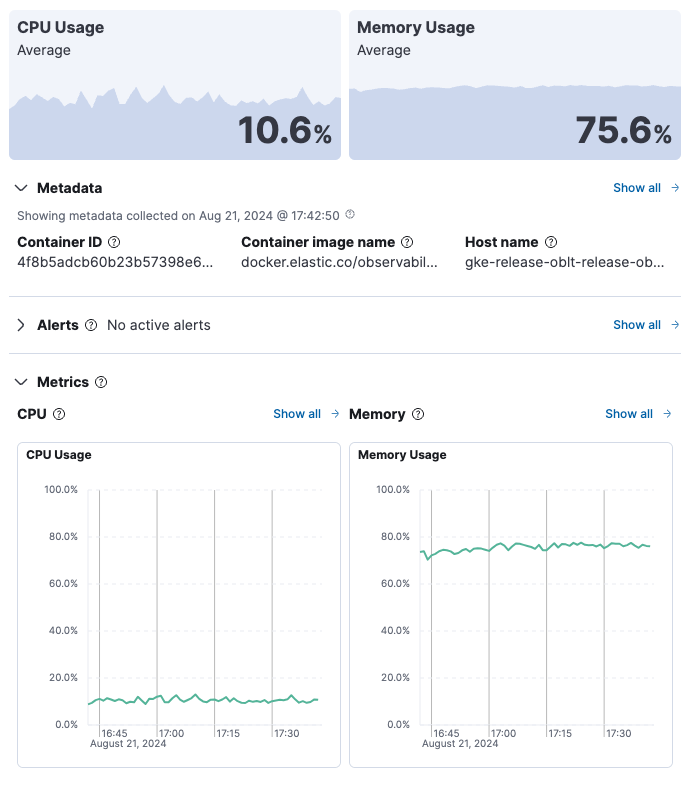 CPU Usage
Average
10.6%
Memory Usage
Average
75.6%
Metadata
Show all
Showing metadata collected on Aug 21, 2024 @ 17:42:50
Container ID
4f8b5adcb60b23b57398e6...
Container image name
docker.elastic.co/observabil...
Host name
gke-release-oblt-release-ob...
Alerts
No active alerts
Show all
Metrics
CPU
Show all
Memory
Show all
CPU Usage
100.0%
80.0%
60.0%
40.0%
20.0%
0.0%
16:45
17:00
17:15
17:30
August 21, 2024
Memory Usage
100.0%
80.0%
60.0%
40.0%
20.0%
0.0%
16:45
17:00
17:15
17:30
August 21, 2024